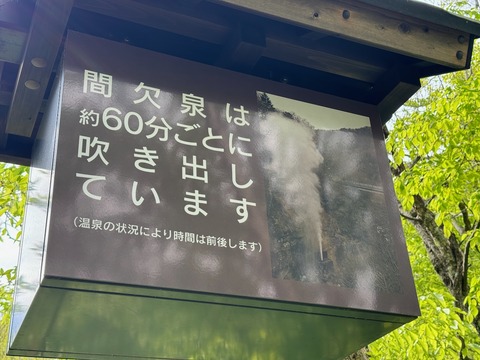 間欠泉は
約60分ごとに
吹き出し
ています
(温泉の状況により時間は前後します)